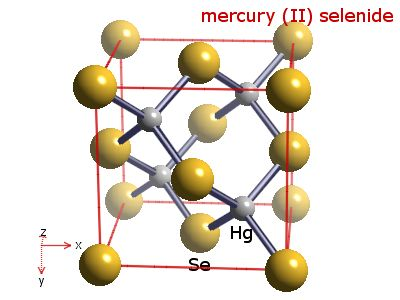 mercury (II) selenide
Hg
z
x
Se
y